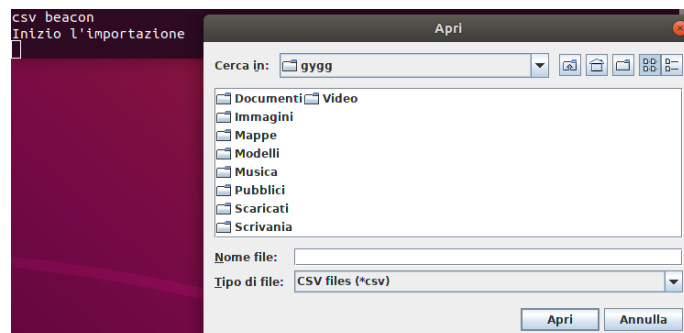 csv beacon
Inizio l'importazione
Apri
Cerca in: gygg
Documenti Video
Immagini
Mappe
Modelli
Musica
Pubblici
Scaricati
Scrivania
Nome file:
Tipo di file: CSV files (*csv)
Apri Annulla